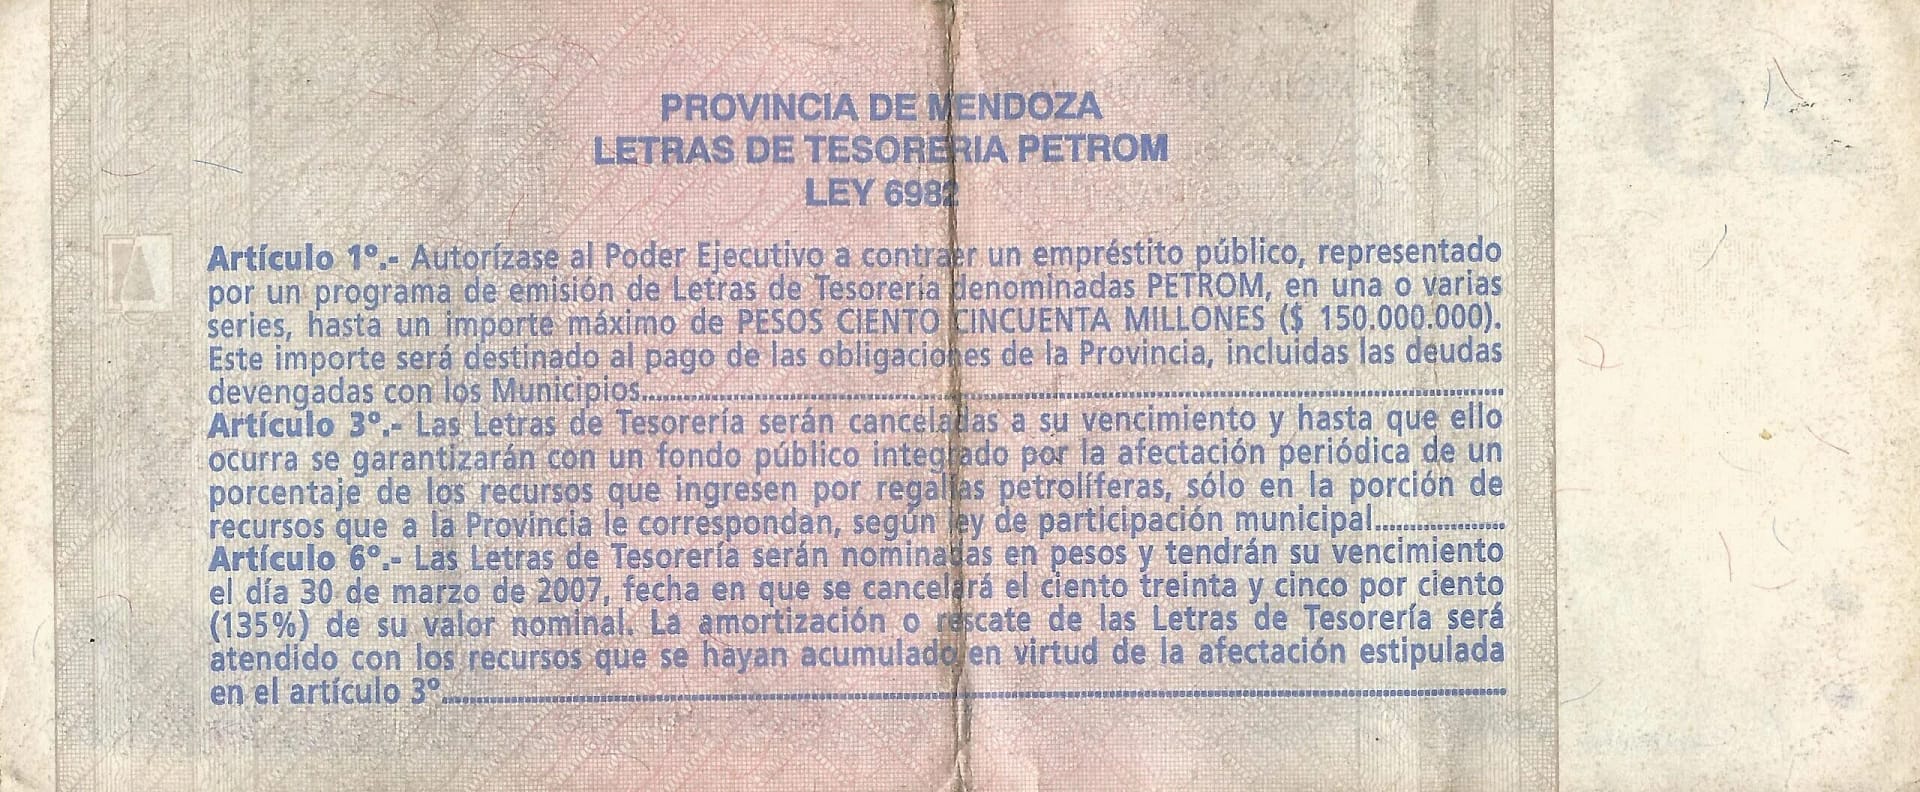 PROVINCIA DE MENDOZA
LETRAS DE TESORERIA PETROM
LEY 6982
Artículo 1º.- Autorízase al Poder Ejecutivo a contraer un empréstito público, representado
por un programa de emisión de Letras de Tesorería denominadas PETROM, en una o varias
series, hasta un importe máximo de PESOS CIENTO CINCUENTA MILLONES ($ 150.000.000).
Este importe será destinado al pago de las obligaciones de la Provincia, incluidas las deudas
devengadas con los Municipios.
Artículo 3º.- Las Letras de Tesorería serán canceladas a su vencimiento y hasta que ello
ocurra se garantizarán con un fondo público integrado por la afectación periódica de un
porcentaje de los recursos que ingresen por regalías petrolíferas, sólo en la porción de
recursos que a la Provincia le correspondan, según ley de participación municipal.
Artículo 6º.- Las Letras de Tesorería serán nominadas en pesos y tendrán su vencimiento
el día 30 de marzo de 2007, fecha en que se cancelará el ciento treinta y cinco por ciento
(135%) de su valor nominal. La amortización o rescate de las Letras de Tesorería será
atendido con los recursos que se hayan acumulado en virtud de la afectación estipulada
en el artículo 3º.